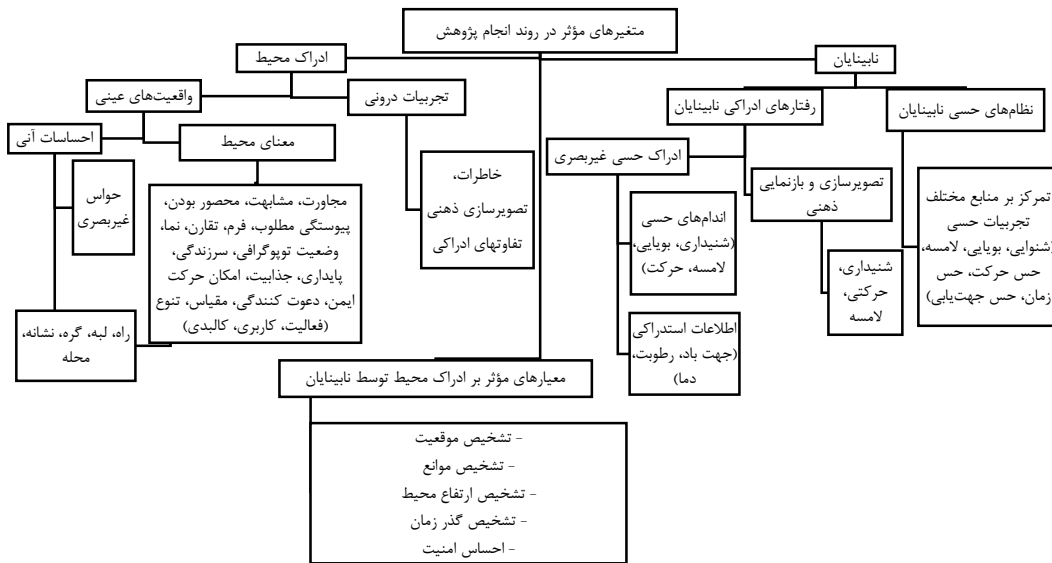 متغیرهای مؤثر در روند انجام پژوهش
نابینایان
ادراک محیط
نظام‌های حسی نابینایان
رفتارهای ادراکی نابینایان
تجربیات درونی
واقعیت‌های عینی
تمرکز بر منابع مختلف
تجربیات حسی
(شنوایی، بویایی، لامسه،
حس حرکت، حس
زمان، حس جهت‌یابی)
تصویرسازی و بازنمایی
ذهنی
شنیداری،
حرکتی،
لامسه
ادراک حسی غیربصری
اندام‌های حسی
(شنیداری، بویایی،
لامسه، حرکت)
اطلاعات استدراکی
(جهت باد، رطوبت،
دما)
خاطرات،
تصویرسازی ذهنی
تفاوتهای ادراکی
معنای محیط
مجاورت، مشابهت، محصور بودن،
پیوستگی مطلوب، فرم، تقارن، نما،
وضعیت توپوگرافی، سرزندگی،
پایداری، جذابیت، امکان حرکت
ایمن، دعوت کنندگی، مقیاس، تنوع
(فعالیت، کاربری، کالبدی)
احساسات آنی
حواس
غیربصری
راه، لبه، گره، نشانه،
محله
معیارهای مؤثر بر ادراک محیط توسط نابینایان
- تشخیص موقعیت
- تشخیص موانع
- تشخیص ارتفاع محیط
- تشخیص گذر زمان
- احساس امنیت